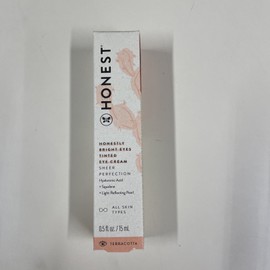 HONEST
HONESTLY
BRIGHT EYES
TINTED
EYE CREAM
SHEER
PERFECTION
Hyaluronic Acid
+ Squalane
+ Light Reflecting Pearl
ALL SKIN
TYPES
0.5 fl. oz. / 15 mL
TERRACOTTA